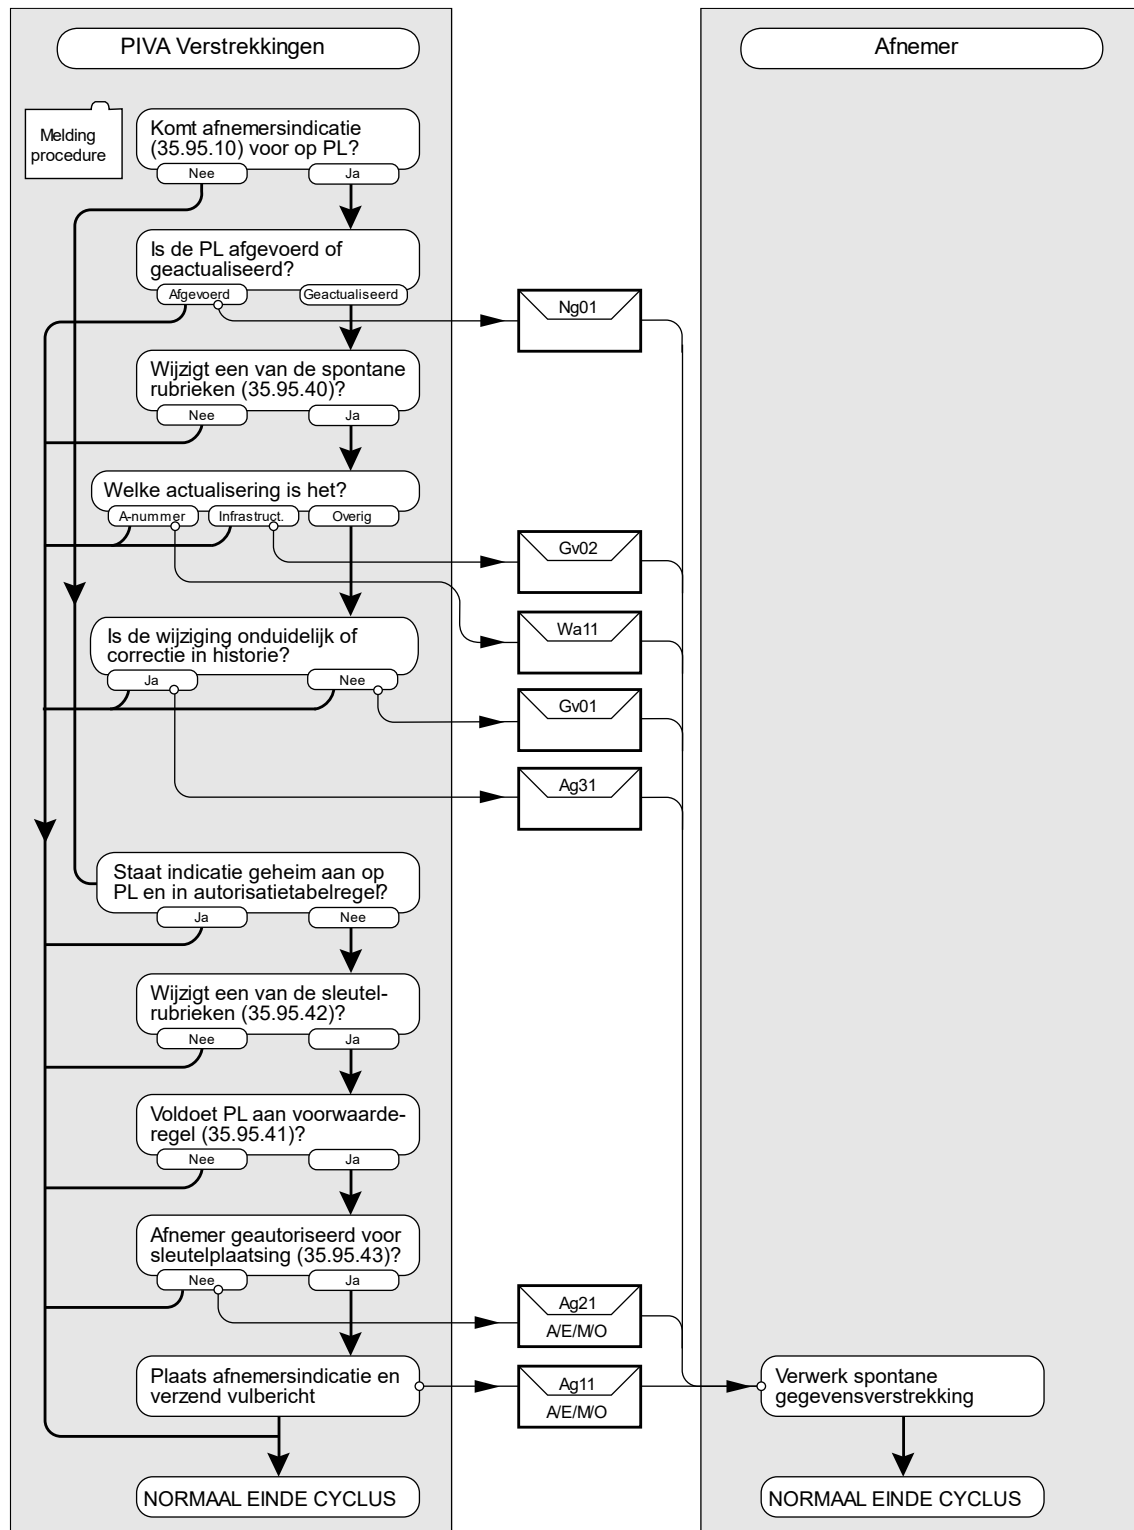 PIVA Verstrekkingen
Afnemer
Melding
procedure
Komt afnemersindicatie
(35.95.10) voor op PL?
Nee
Ja
Is de PL afgevoerd of
geactualiseerd?
Afgevoerd
Geactualiseerd
Ng01
Wijzigt een van de spontane
rubrieken (35.95.40)?
Nee
Ja
Welke actualisering is het?
A-nummer
Infrastruct.
Overig
Gv02
Wa11
Is de wijziging onduidelijk of
correctie in historie?
Ja
Nee
Gv01
Ag31
Staat indicatie geheim aan op
PL en in autorisatietabelregel?
Ja
Nee
Wijzigt een van de sleutel-
rubrieken (35.95.42)?
Nee
Ja
Voldoet PL aan voorwaarde-
regel (35.95.41)?
Nee
Ja
Afnemer geautoriseerd voor
sleutelplaatsing (35.95.43)?
Nee
Ja
Ag21
A/E/M/O
Plaats afnemersindicatie en
verzend vulbericht
Ag11
A/E/M/O
Verwerk spontane
gegevensverstrekking
NORMAAL EINDE CYCLUS
NORMAAL EINDE CYCLUS